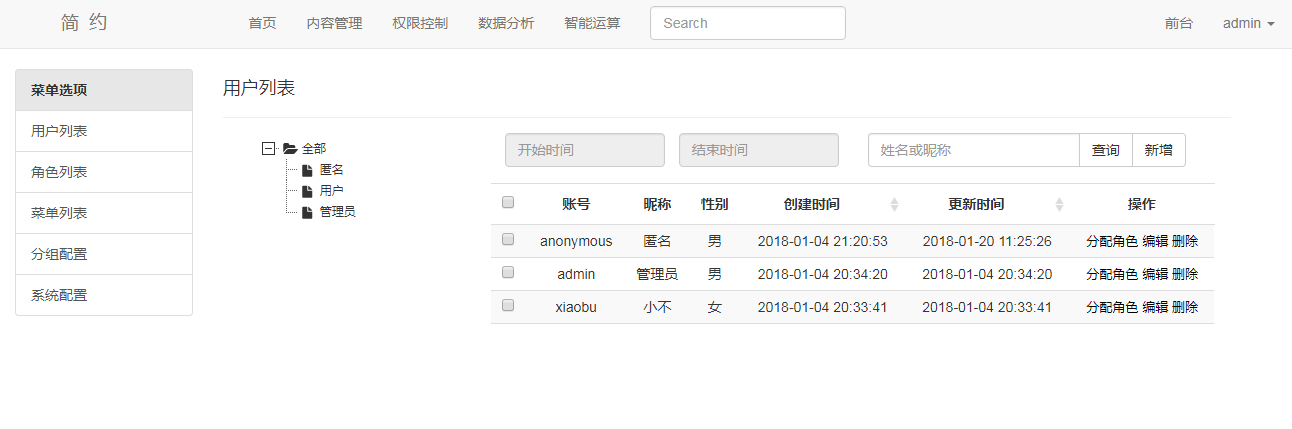 简 约 首页 内容管理 权限控制 数据分析 智能运算 Search 前台 admin
菜单选项
用户列表
角色列表
菜单列表
分组配置
系统配置
用户列表
全部
匿名
用户
管理员
开始时间 结束时间 姓名或昵称 查询 新增
账号 昵称 性别 创建时间 更新时间 操作
anonymous 匿名 男 2018-01-04 21:20:53 2018-01-20 11:25:26 分配角色 编辑 删除
admin 管理员 男 2018-01-04 20:34:20 2018-01-04 20:34:20 分配角色 编辑 删除
xiaobu 小不 女 2018-01-04 20:33:41 2018-01-04 20:33:41 分配角色 编辑 删除